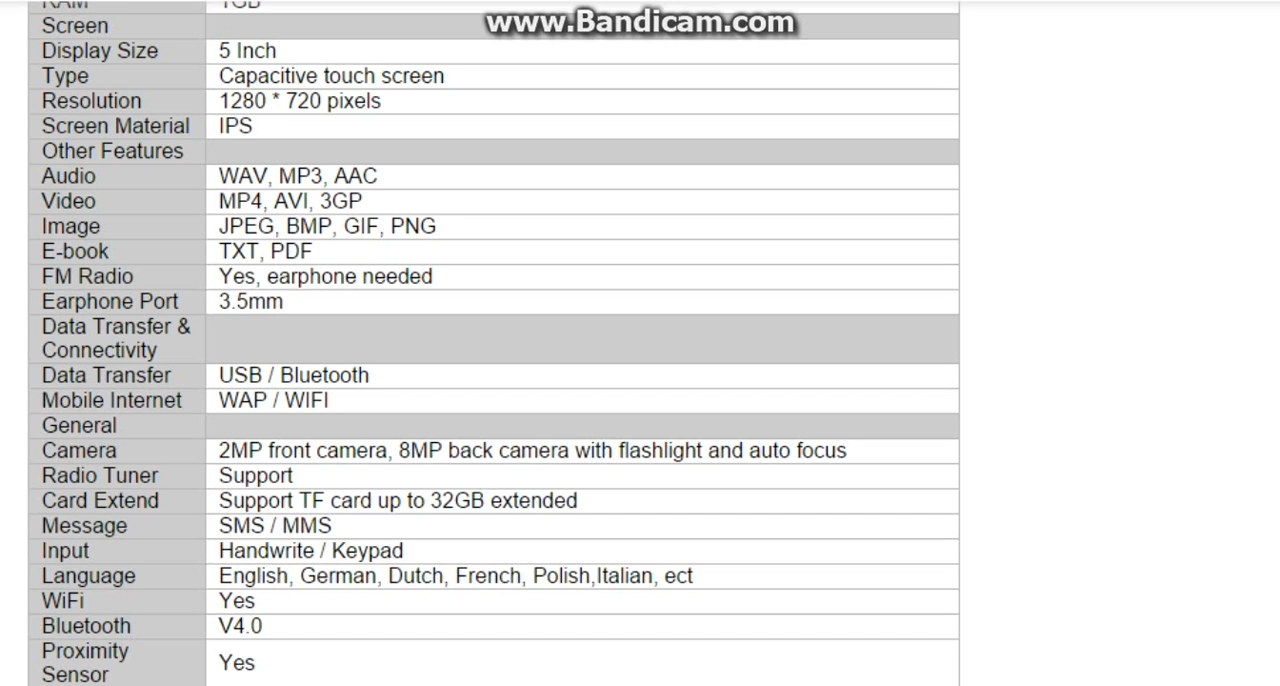 RAM 1GB
www.Bandicam.com
Screen
Display Size 5 Inch
Type Capacitive touch screen
Resolution 1280 * 720 pixels
Screen Material IPS
Other Features
Audio WAV, MP3, AAC
Video MP4, AVI, 3GP
Image JPEG, BMP, GIF, PNG
E-book TXT, PDF
FM Radio Yes, earphone needed
Earphone Port 3.5mm
Data Transfer &
Connectivity
Data Transfer USB / Bluetooth
Mobile Internet WAP / WIFI
General
Camera 2MP front camera, 8MP back camera with flashlight and auto focus
Radio Tuner Support
Card Extend Support TF card up to 32GB extended
Message SMS / MMS
Input Handwrite / Keypad
Language English, German, Dutch, French, Polish,Italian, ect
WiFi Yes
Bluetooth V4.0
Proximity
Sensor Yes